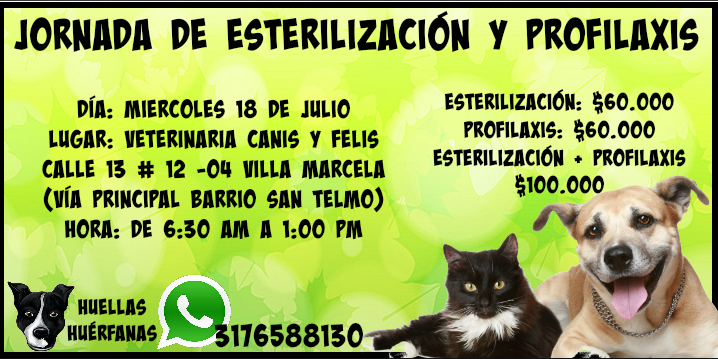 JORNADA DE ESTERILIZACIÓN Y PROFILAXIS
DÍA: MIERCOLES 18 DE JULIO
LUGAR: VETERINARIA CANIS Y FELIS
CALLE 13 # 12 -04 VILLA MARCELA
(VÍA PRINCIPAL BARRIO SAN TELMO)
HORA: DE 6:30 AM A 1:00 PM
ESTERILIZACIÓN: $60.000
PROFILAXIS: $60.000
ESTERILIZACIÓN + PROFILAXIS
$100.000
HUELLAS
HUÉRFANAS
3176588130